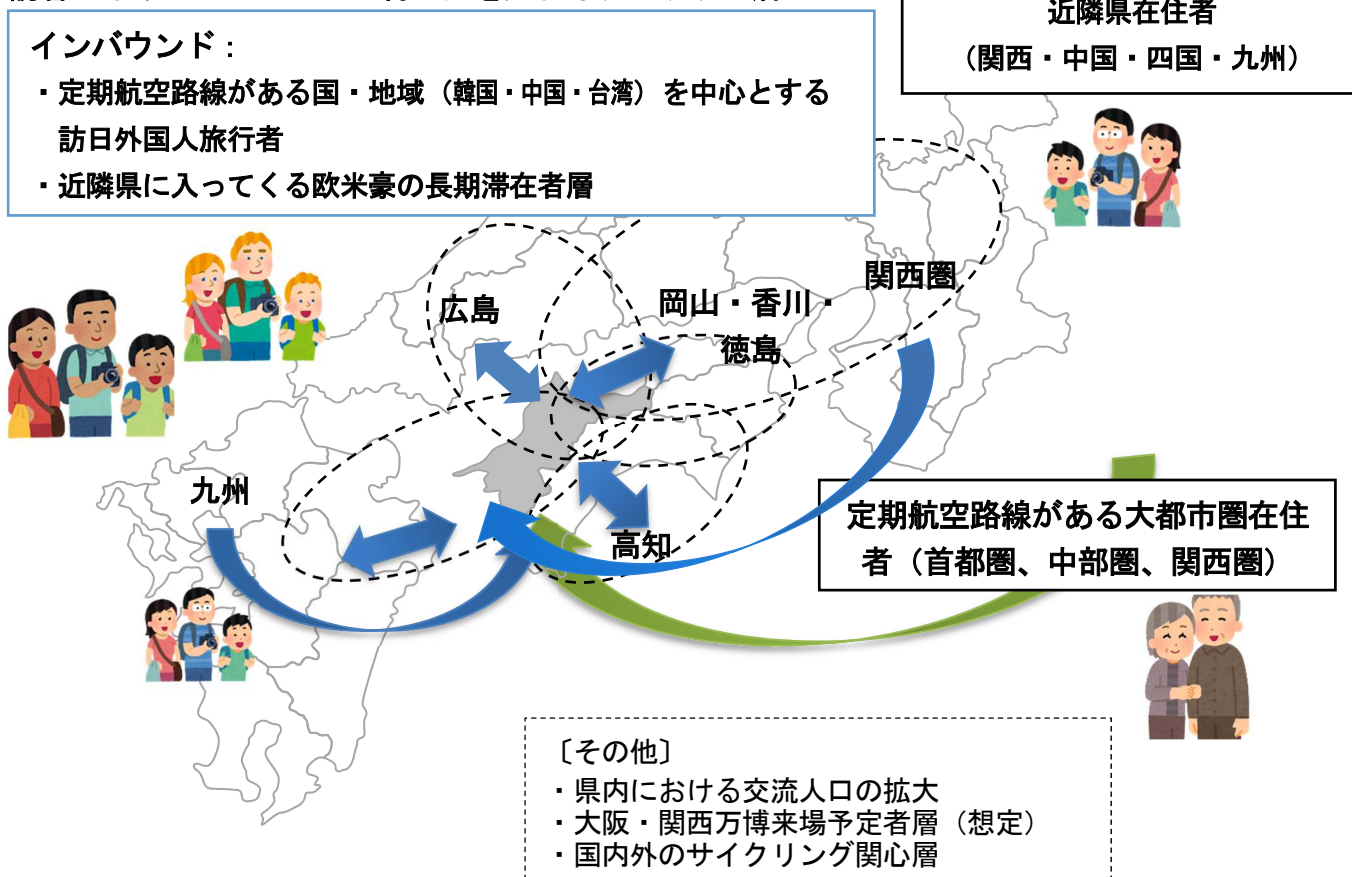 インバウンド：
・定期航空路線がある国・地域（韓国・中国・台湾）を中心とする
訪日外国人旅行者
・近隣県に入ってくる欧米豪の長期滞在者層
近隣県在住者
（関西・中国・四国・九州）
関西圏
広島
岡山・香川・
徳島
九州
高知
定期航空路線がある大都市圏在住
者（首都圏、中部圏、関西圏）
〔その他〕
・県内における交流人口の拡大
・大阪・関西万博来場予定者層（想定）
・国内外のサイクリング関心層